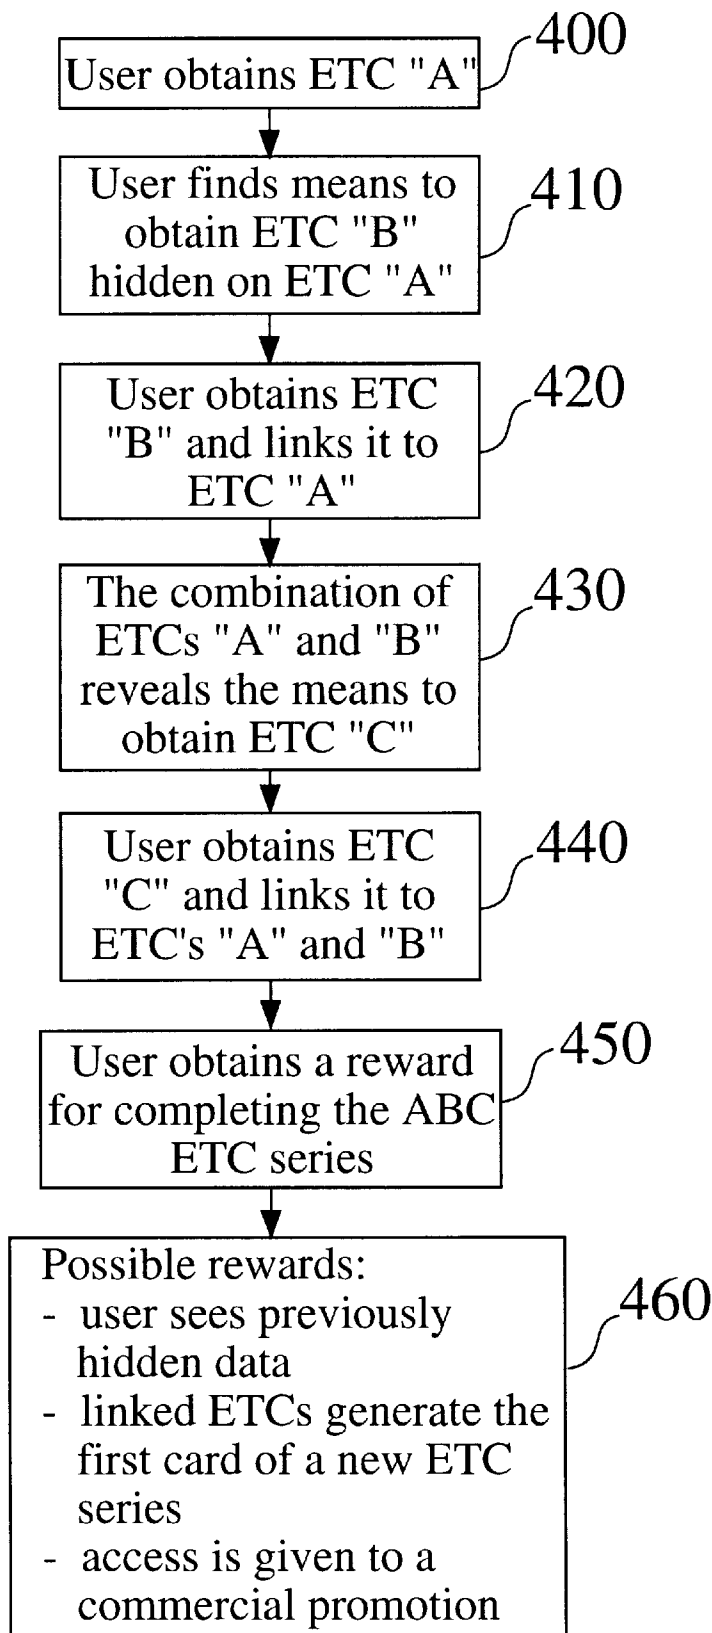 400
User obtains ETC "A"
410
User finds means to
obtain ETC "B"
hidden on ETC "A"
420
User obtains ETC
"B" and links it to
ETC "A"
430
The combination of
ETCs "A" and "B"
reveals the means to
obtain ETC "C"
440
User obtains ETC
"C" and links it to
ETC's "A" and "B"
450
User obtains a reward
for completing the ABC
ETC series
460
Possible rewards:
- user sees previously
hidden data
- linked ETCs generate the
first card of a new ETC
series
- access is given to a
commercial promotion